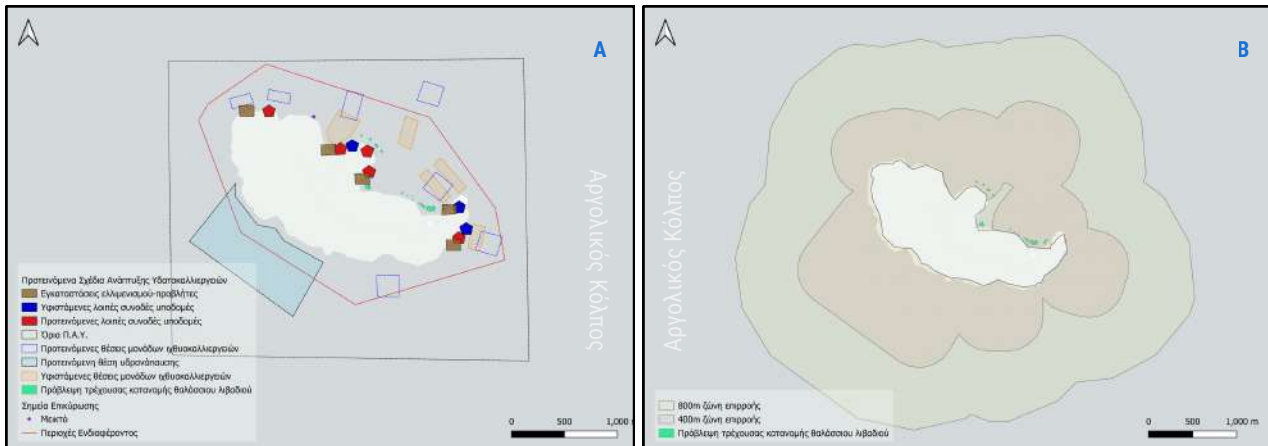 A
Αργολικός Κόλπος
Προτεινόμενα Σχέδια Ανάπτυξης Υδατοκαλλιεργειών
Εγκαταστάσεις ελλιμενισμού-προβλήτες
Υφιστάμενες λοιπές συνοδές υποδομές
Προτεινόμενες λοιπές συνοδές υποδομές
Όρια Π.Α.Υ.
Προτεινόμενες θέσεις μονάδων ιχθυοκαλλιεργειών
Προτεινόμενη θέση υδρανάπαυσης
Υφιστάμενες θέσεις μονάδων ιχθυοκαλλιεργειών
Πρόβλεψη τρέχουσας κατανομής θαλάσσιου λιβαδιού
Σημεία Επικύρωσης
Μεικτό
Περιοχές Ενδιαφέροντος
0 500 1,000 m
B
Αργολικός Κόλπος
800m ζώνη επιρροής
400m ζώνη επιρροής
Πρόβλεψη τρέχουσας κατανομής θαλάσσιου λιβαδιού
0 500 1,000 m